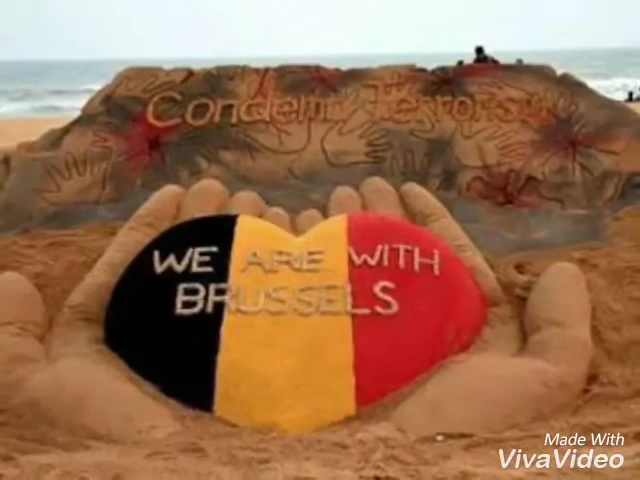 Condemn Terrorism
WE ARE WITH
BRUSSELS
Made With
VivaVideo